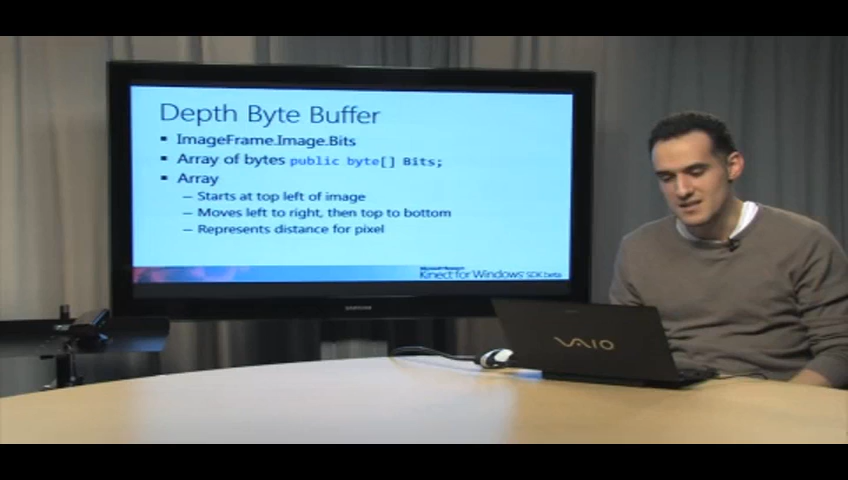 Depth Byte Buffer
▪ ImageFrame.Image.Bits
▪ Array of bytes public byte[] Bits;
▪ Array
– Starts at top left of image
– Moves left to right, then top to bottom
– Represents distance for pixel
Kinect for Windows SDK beta
SAMSUNG
VAIO